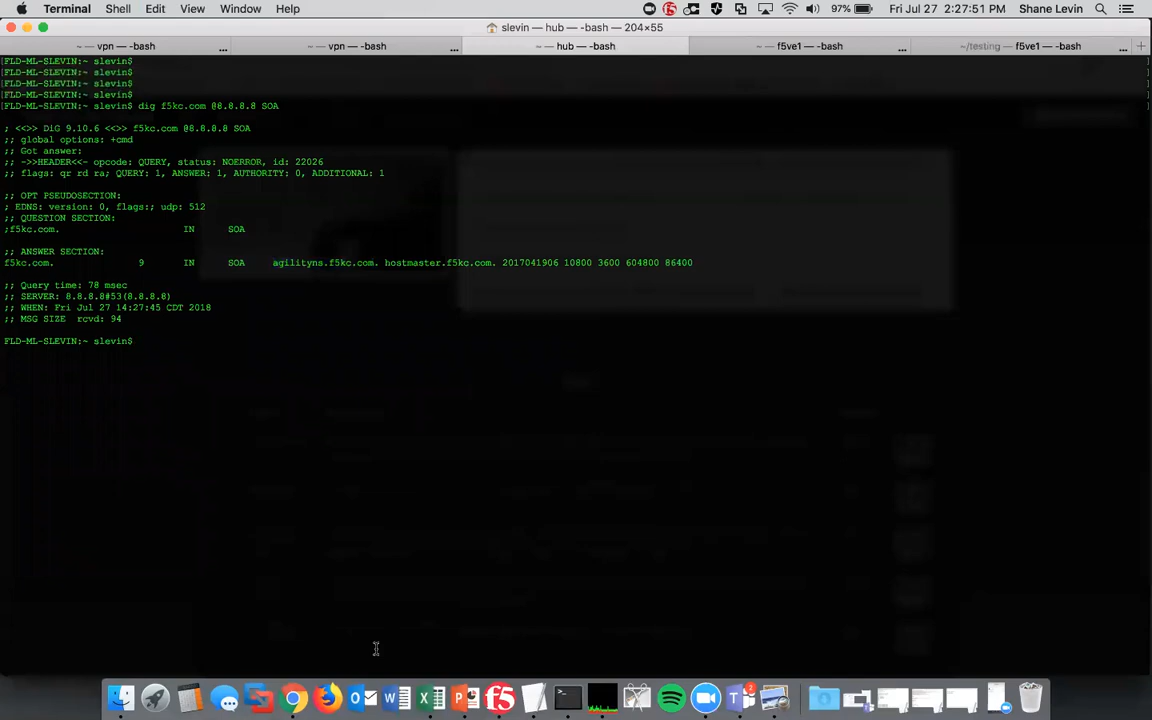 Terminal Shell Edit View Window Help 97% Fri Jul 27 2:27:51 PM Shane Levin
slevin — hub — -bash — 204×55
~ — vpn — -bash ... ~ — vpn — -bash ... ~ — hub — -bash ~ — f5ve1 — -bash ... ~/testing — f5ve1 — -bash ... +
[FLD-ML-SLEVIN:~ slevin$ ]
[FLD-ML-SLEVIN:~ slevin$ ]
[FLD-ML-SLEVIN:~ slevin$ ]
[FLD-ML-SLEVIN:~ slevin$ ]
[FLD-ML-SLEVIN:~ slevin$ dig f5kc.com @8.8.8.8 SOA ]
; <<>> DiG 9.10.6 <<>> f5kc.com @8.8.8.8 SOA
;; global options: +cmd
;; Got answer:
;; ->>HEADER<<- opcode: QUERY, status: NOERROR, id: 22026
;; flags: qr rd ra; QUERY: 1, ANSWER: 1, AUTHORITY: 0, ADDITIONAL: 1
;; OPT PSEUDOSECTION:
; EDNS: version: 0, flags:; udp: 512
;; QUESTION SECTION:
;f5kc.com. IN SOA
;; ANSWER SECTION:
f5kc.com. 9 IN SOA agilityns.f5kc.com. hostmaster.f5kc.com. 2017041906 10800 3600 604800 86400
;; Query time: 78 msec
;; SERVER: 8.8.8.8#53(8.8.8.8)
;; WHEN: Fri Jul 27 14:27:45 CDT 2018
;; MSG SIZE rcvd: 94
FLD-ML-SLEVIN:~ slevin$